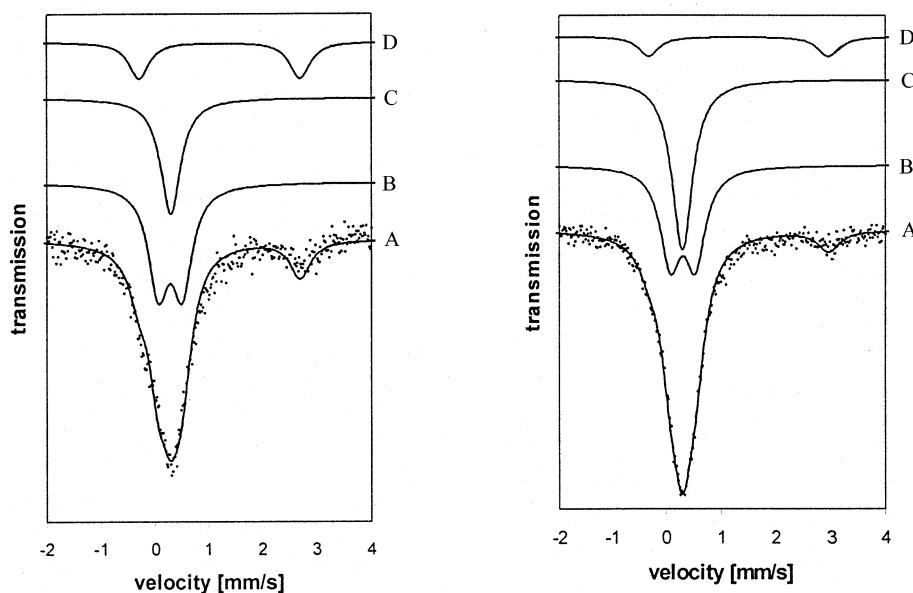 D
C
B
A
transmission
-2 -1 0 1 2 3 4
velocity [mm/s]
D
C
B
A
transmission
-2 -1 0 1 2 3 4
velocity [mm/s]